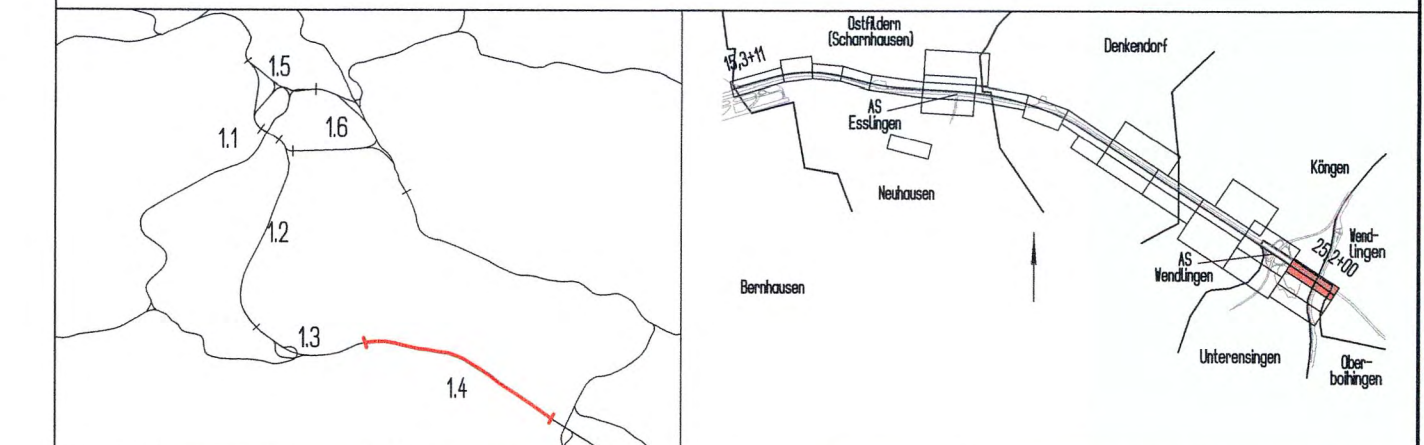 1.5
1.1
1.6
1.2
1.3
1.4
15,3+11
Ostfildern
(Scharnhausen)
Denkendorf
AS
Esslingen
Neuhausen
Köngen
Wend-
lingen
25,2+00
AS
Wendlingen
Bernhausen
Unterensingen
Ober-
boihingen